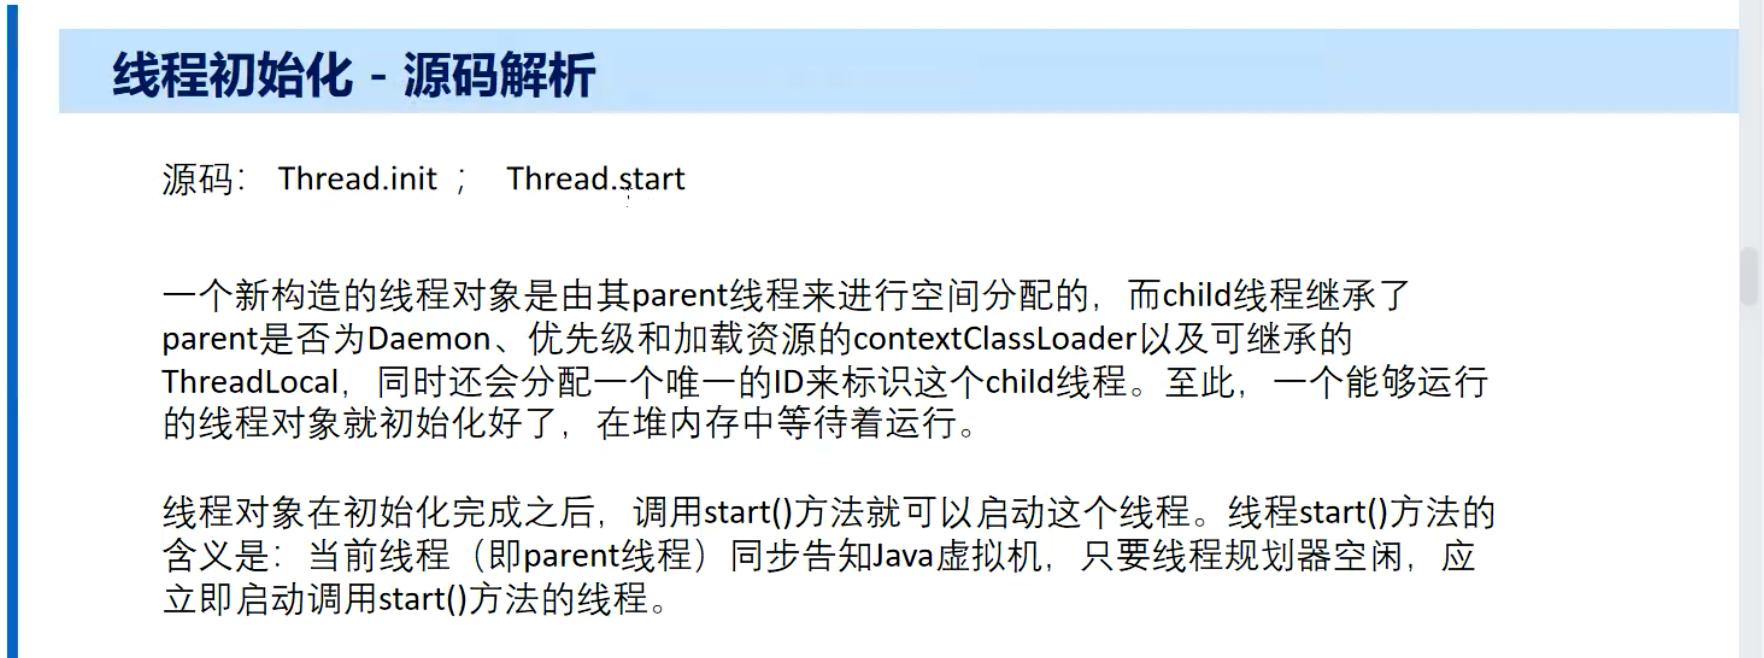 线程初始化 - 源码解析
源码： Thread.init ； Thread.start
一个新构造的线程对象是由其parent线程来进行空间分配的，而child线程继承了
parent是否为Daemon、优先级和加载资源的contextClassLoader以及可继承的
ThreadLocal，同时还会分配一个唯一的ID来标识这个child线程。至此，一个能够运行
的线程对象就初始化好了，在堆内存中等待着运行。
线程对象在初始化完成之后，调用start()方法就可以启动这个线程。线程start()方法的
含义是：当前线程（即parent线程）同步告知Java虚拟机，只要线程规划器空闲，应
立即启动调用start()方法的线程。